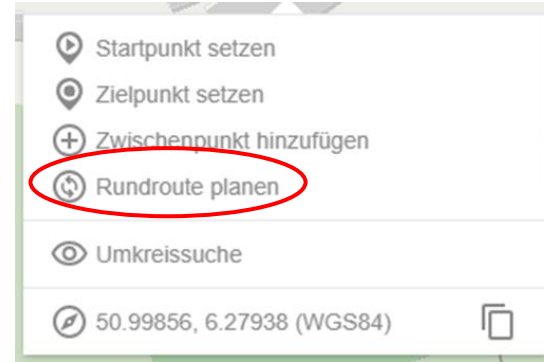 Startpunkt setzen
Zielpunkt setzen
Zwischenpunkt hinzufügen
Rundroute planen
Umkreissuche
50.99856, 6.27938 (WGS84)